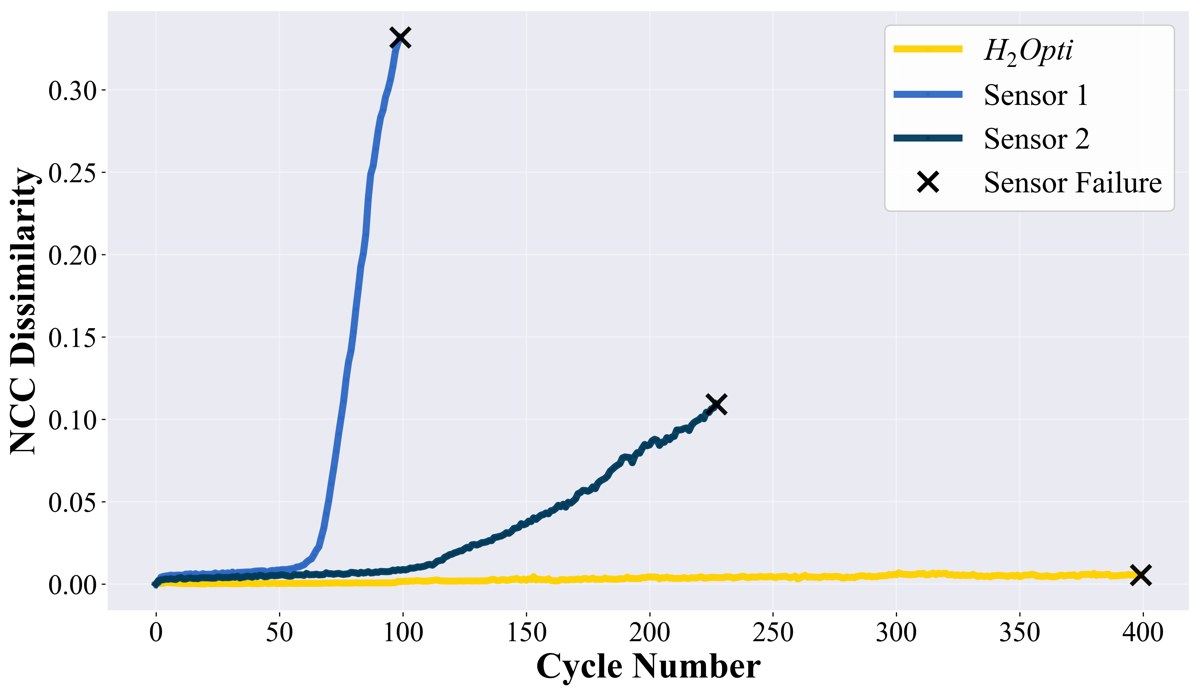 NCC Dissimilarity
0.30
0.25
0.20
0.15
0.10
0.05
0.00
0 50 100 150 200 250 300 350 400
Cycle Number
H₂Opti
Sensor 1
Sensor 2
Sensor Failure